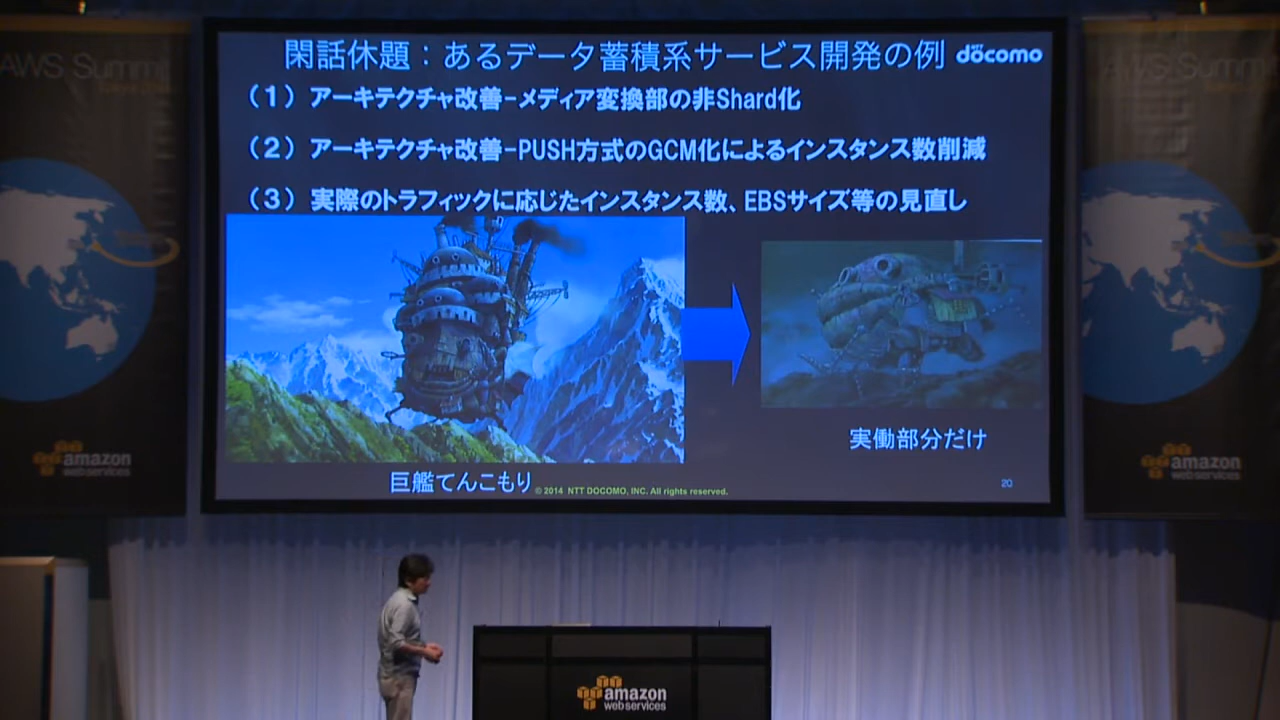 AWS Summ
AWS Summ
閑話休題：あるデータ蓄積系サービス開発の例
döcomo
（１）アーキテクチャ改善－メディア変換部の非Shard化
（２）アーキテクチャ改善－PUSH方式のGCM化によるインスタンス数削減
（３）実際のトラフィックに応じたインスタンス数、EBSサイズ等の見直し
実働部分だけ
巨艦てんこもり
© 2014 NTT DOCOMO, INC. All rights reserved.
20
amazon
web services
amazon
web services
amazon
web services